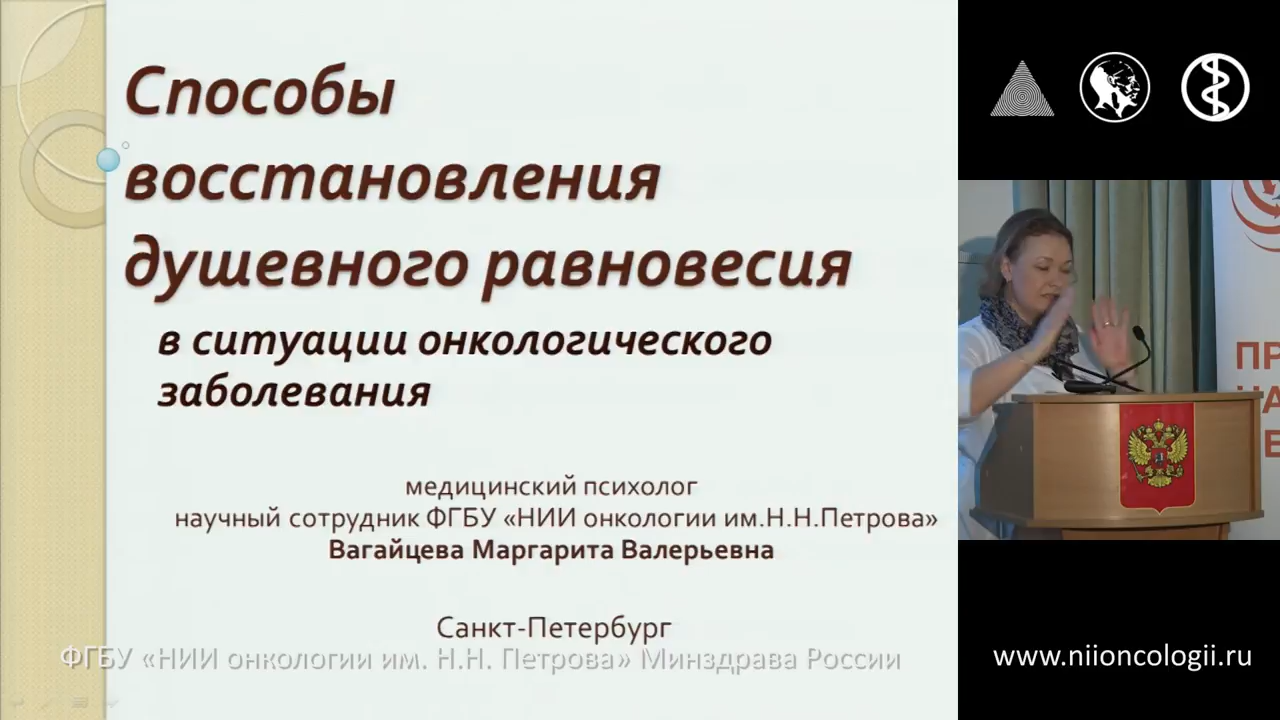 Способы
восстановления
душевного равновесия
в ситуации онкологического
заболевания
медицинский психолог
научный сотрудник ФГБУ «НИИ онкологии им.Н.Н.Петрова»
Вагайцева Маргарита Валерьевна
Санкт-Петербург
ФГБУ «НИИ онкологии им. Н.Н. Петрова» Минздрава России
www.niioncologii.ru